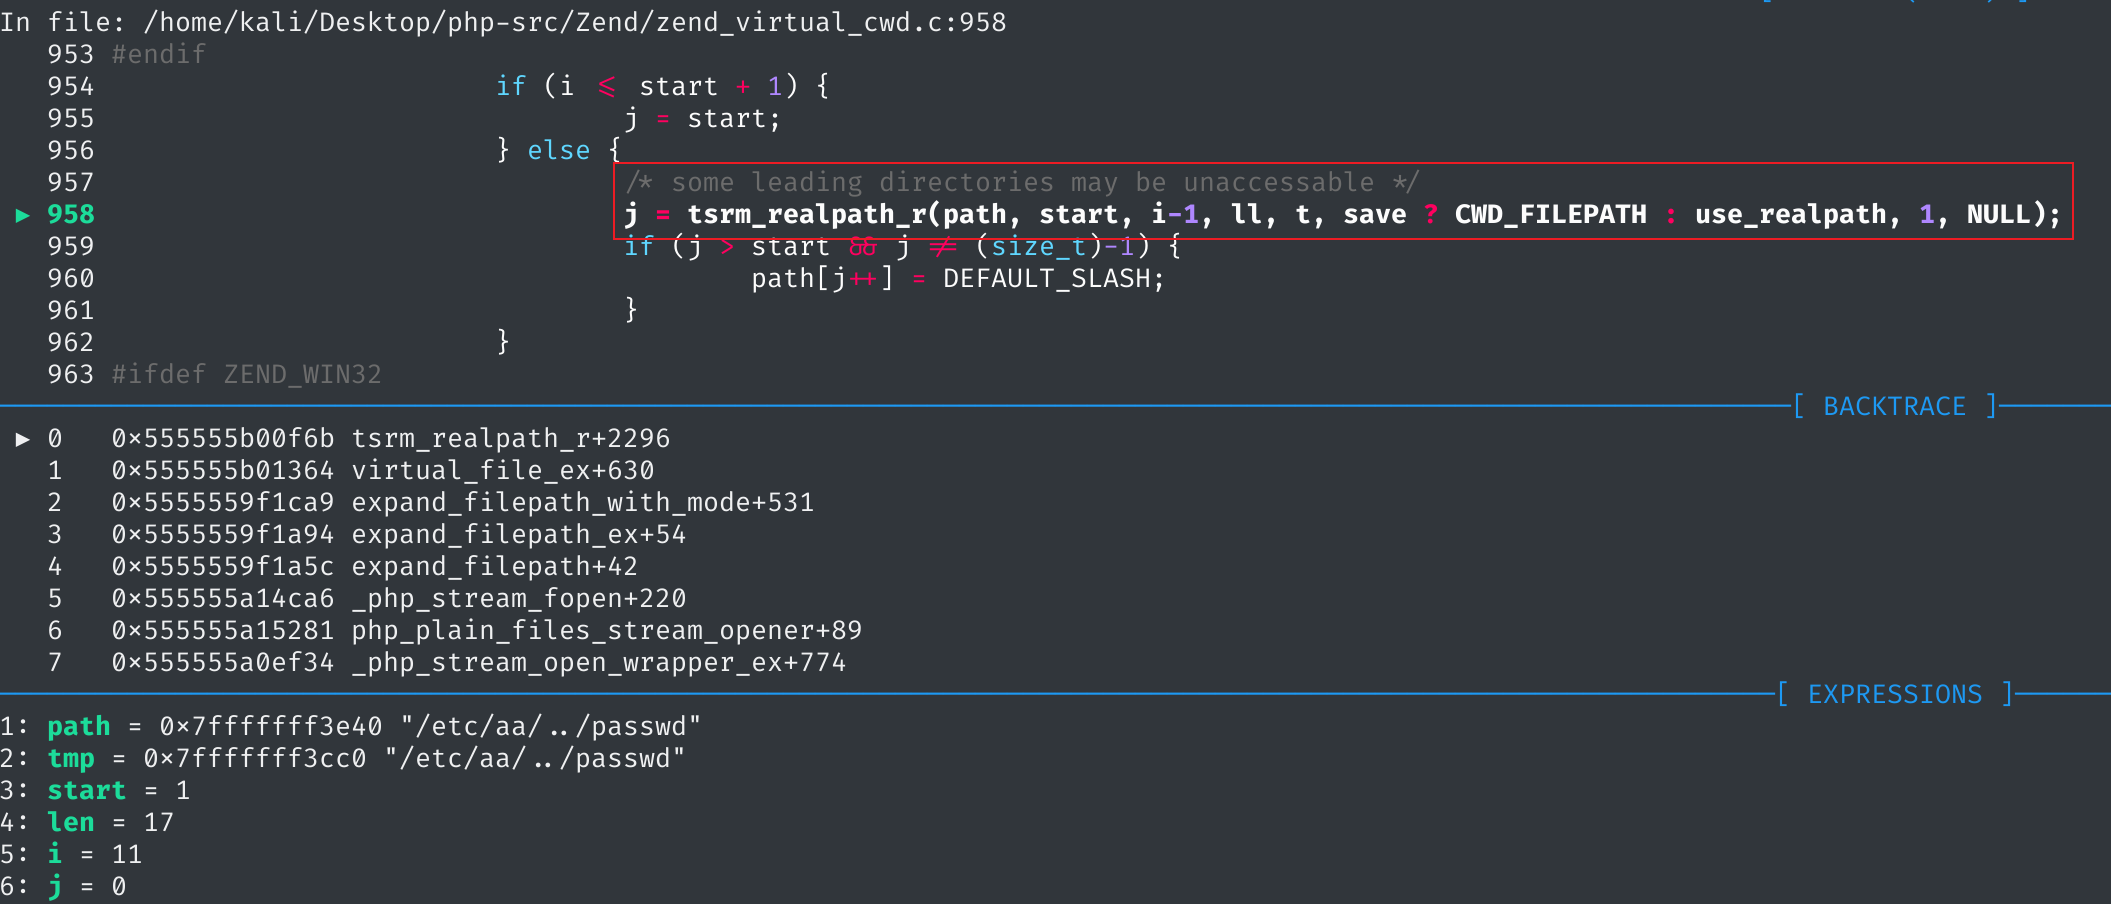 In file: /home/kali/Desktop/php-src/Zend/zend_virtual_cwd.c:958
953 #endif
954 if (i ⩽ start + 1) {
955 j = start;
956 } else {
957 /* some leading directories may be unaccessable */
► 958 j = tsrm_realpath_r(path, start, i-1, ll, t, save ? CWD_FILEPATH : use_realpath, 1, NULL);
959 if (j > start && j ≠ (size_t)-1) {
960 path[j++] = DEFAULT_SLASH;
961 }
962 }
963 #ifdef ZEND_WIN32
[ BACKTRACE ]
► 0 0×555555b00f6b tsrm_realpath_r+2296
1 0×555555b01364 virtual_file_ex+630
2 0×5555559f1ca9 expand_filepath_with_mode+531
3 0×5555559f1a94 expand_filepath_ex+54
4 0×5555559f1a5c expand_filepath+42
5 0×555555a14ca6 _php_stream_fopen+220
6 0×555555a15281 php_plain_files_stream_opener+89
7 0×555555a0ef34 _php_stream_open_wrapper_ex+774
[ EXPRESSIONS ]
1: path = 0×7fffffff3e40 "/etc/aa/../passwd"
2: tmp = 0×7fffffff3cc0 "/etc/aa/../passwd"
3: start = 1
4: len = 17
5: i = 11
6: j = 0